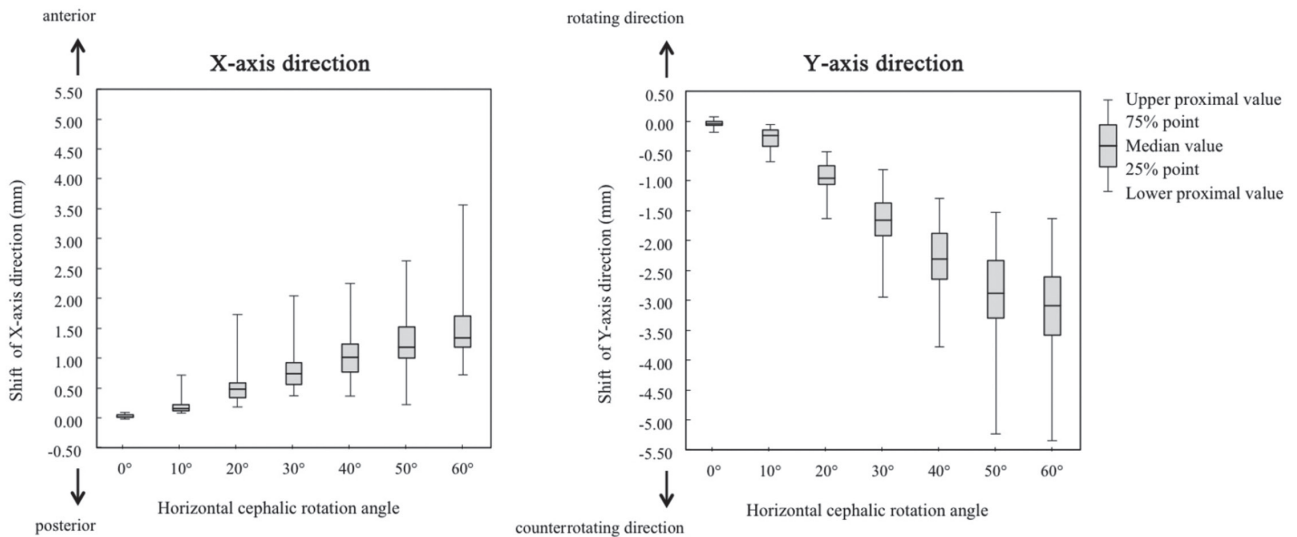 anterior
X-axis direction
5.50
5.00
4.50
4.00
3.50
3.00
2.50
2.00
1.50
1.00
0.50
0.00
-0.50
Shift of X-axis direction (mm)
0° 10° 20° 30° 40° 50° 60°
Horizontal cephalic rotation angle
posterior
rotating direction
Y-axis direction
0.50
0.00
-0.50
-1.00
-1.50
-2.00
-2.50
-3.00
-3.50
-4.00
-4.50
-5.00
-5.50
Shift of Y-axis direction (mm)
0° 10° 20° 30° 40° 50° 60°
Horizontal cephalic rotation angle
counterrotating direction
Upper proximal value
75% point
Median value
25% point
Lower proximal value